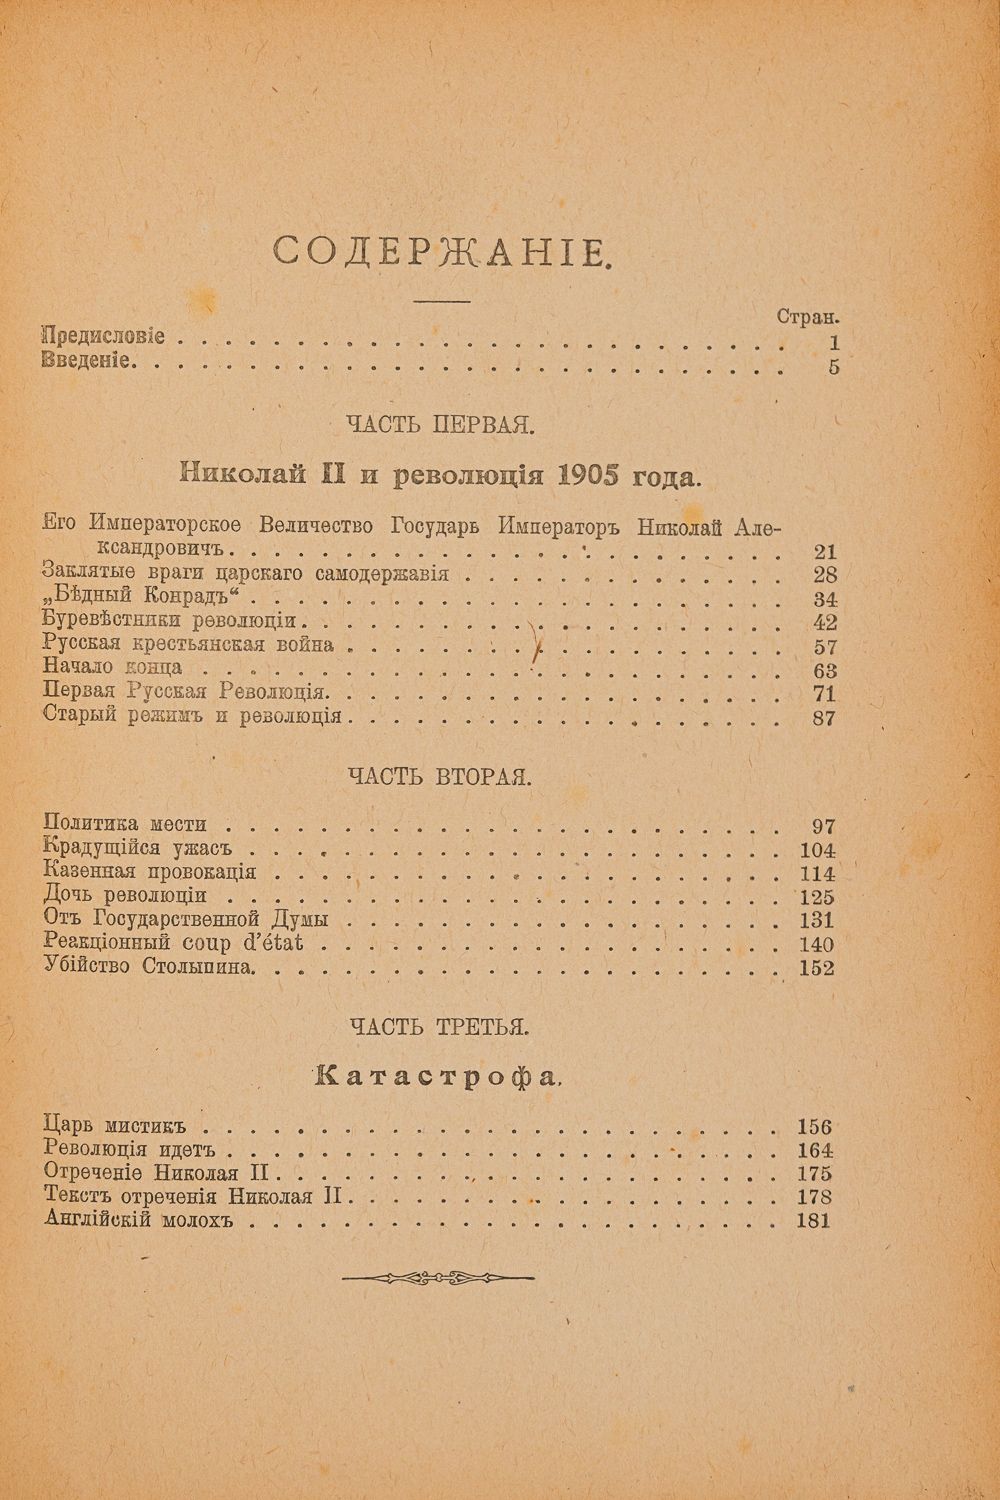 СОДЕРЖАНІЕ.
Стран.
Предисловіе . . . . . . . . . . . . . . . . . . . . . . . . . . 1
Введеніе. . . . . . . . . . . . . . . . . . . . . . . . . . . . 5
ЧАСТЬ ПЕРВАЯ.
Николай II и революція 1905 года.
Его Императорское Величество Государь Императоръ Николай Але-
ксандровичъ. . . . . . . . . . . . . . . . . . . . . . . . 21
Заклятые враги царскаго самодержавія . . . . . . . . . . . . . . 28
„Бѣдный Конрадъ“ . . . . . . . . . . . . . . . . . . . . . . . 34
Буревѣстники революціи. . . . . . . . . . . . . . . . . . . . . 42
Русская крестьянская война . . . . . . . . . . . . . . . . . . . 57
Начало конца . . . . . . . . . . . . . . . . . . . . . . . . . 63
Первая Русская Революція. . . . . . . . . . . . . . . . . . . . 71
Старый режимъ и революція. . . . . . . . . . . . . . . . . . . 87
ЧАСТЬ ВТОРАЯ.
Политика мести . . . . . . . . . . . . . . . . . . . . . . . . 97
Крадущійся ужасъ . . . . . . . . . . . . . . . . . . . . . . . 104
Казенная провокація . . . . . . . . . . . . . . . . . . . . . . 114
Дочь революціи . . . . . . . . . . . . . . . . . . . . . . . . 125
Отъ Государственной Думы . . . . . . . . . . . . . . . . . . . 131
Реакціонный coup d’état . . . . . . . . . . . . . . . . . . . . 140
Убійство Столыпина. . . . . . . . . . . . . . . . . . . . . . . 152
ЧАСТЬ ТРЕТЬЯ.
Катастрофа.
Царь мистикъ . . . . . . . . . . . . . . . . . . . . . . . . . 156
Революція идетъ . . . . . . . . . . . . . . . . . . . . . . . . 164
Отреченіе Николая II . . . . . . . . . . . . . . . . . . . . . . 175
Текстъ отреченія Николая II. . . . . . . . . . . . . . . . . . . 178
Англійскій молохъ . . . . . . . . . . . . . . . . . . . . . . . 181